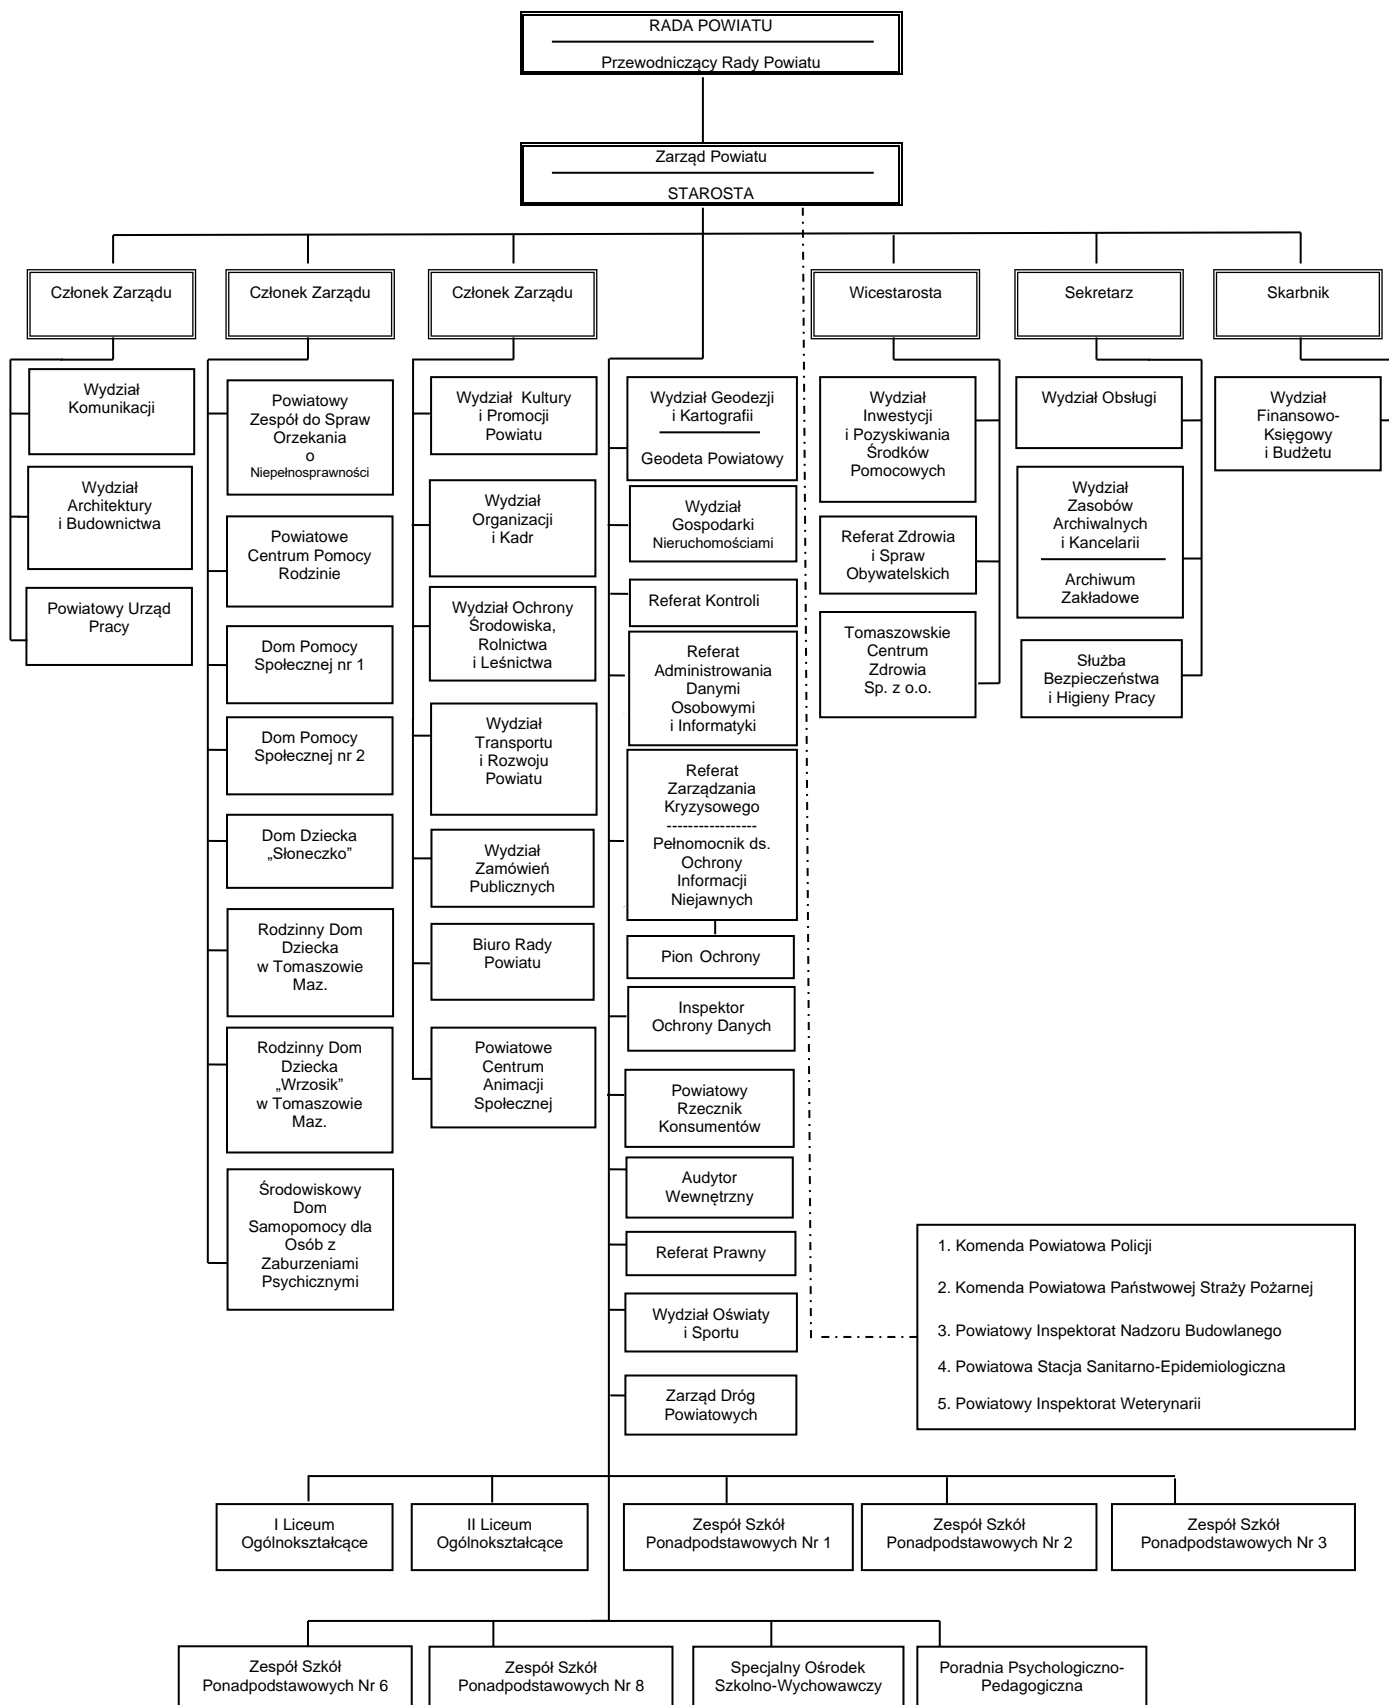 RADA POWIATU
Przewodniczący Rady Powiatu
Zarząd Powiatu
STAROSTA
Członek Zarządu
Członek Zarządu
Członek Zarządu
Wicestarosta
Sekretarz
Skarbnik
Wydział
Komunikacji
Wydział
Architektury
i Budownictwa
Powiatowy Urząd
Pracy
Powiatowy
Zespół do Spraw
Orzekania
o
Niepełnosprawności
Powiatowe
Centrum Pomocy
Rodzinie
Dom Pomocy
Społecznej nr 1
Dom Pomocy
Społecznej nr 2
Dom Dziecka
„Słoneczko”
Rodzinny Dom
Dziecka
w Tomaszowie
Maz.
Rodzinny Dom
Dziecka
„Wrzosik”
w Tomaszowie
Maz.
Środowiskowy
Dom
Samopomocy dla
Osób z
Zaburzeniami
Psychicznymi
Wydział Kultury
i Promocji
Powiatu
Wydział
Organizacji
i Kadr
Wydział Ochrony
Środowiska,
Rolnictwa
i Leśnictwa
Wydział
Transportu
i Rozwoju
Powiatu
Wydział
Zamówień
Publicznych
Biuro Rady
Powiatu
Powiatowe
Centrum
Animacji
Społecznej
Wydział Geodezji
i Kartografii
Geodeta Powiatowy
Wydział
Gospodarki
Nieruchomościami
Referat Kontroli
Referat
Administrowania
Danymi
Osobowymi
i Informatyki
Referat
Zarządzania
Kryzysowego
-----------------
Pełnomocnik ds.
Ochrony
Informacji
Niejawnych
Pion Ochrony
Inspektor
Ochrony Danych
Powiatowy
Rzecznik
Konsumentów
Audytor
Wewnętrzny
Referat Prawny
Wydział Oświaty
i Sportu
Zarząd Dróg
Powiatowych
Wydział
Inwestycji
i Pozyskiwania
Środków
Pomocowych
Referat Zdrowia
i Spraw
Obywatelskich
Tomaszowskie
Centrum
Zdrowia
Sp. z o.o.
Wydział Obsługi
Wydział
Zasobów
Archiwalnych
i Kancelarii
Archiwum
Zakładowe
Służba
Bezpieczeństwa
i Higieny Pracy
Wydział
Finansowo-
Księgowy
i Budżetu
1. Komenda Powiatowa Policji
2. Komenda Powiatowa Państwowej Straży Pożarnej
3. Powiatowy Inspektorat Nadzoru Budowlanego
4. Powiatowa Stacja Sanitarno-Epidemiologiczna
5. Powiatowy Inspektorat Weterynarii
I Liceum
Ogólnokształcące
II Liceum
Ogólnokształcące
Zespół Szkół
Ponadpodstawowych Nr 1
Zespół Szkół
Ponadpodstawowych Nr 2
Zespół Szkół
Ponadpodstawowych Nr 3
Zespół Szkół
Ponadpodstawowych Nr 6
Zespół Szkół
Ponadpodstawowych Nr 8
Specjalny Ośrodek
Szkolno-Wychowawczy
Poradnia Psychologiczno-
Pedagogiczna